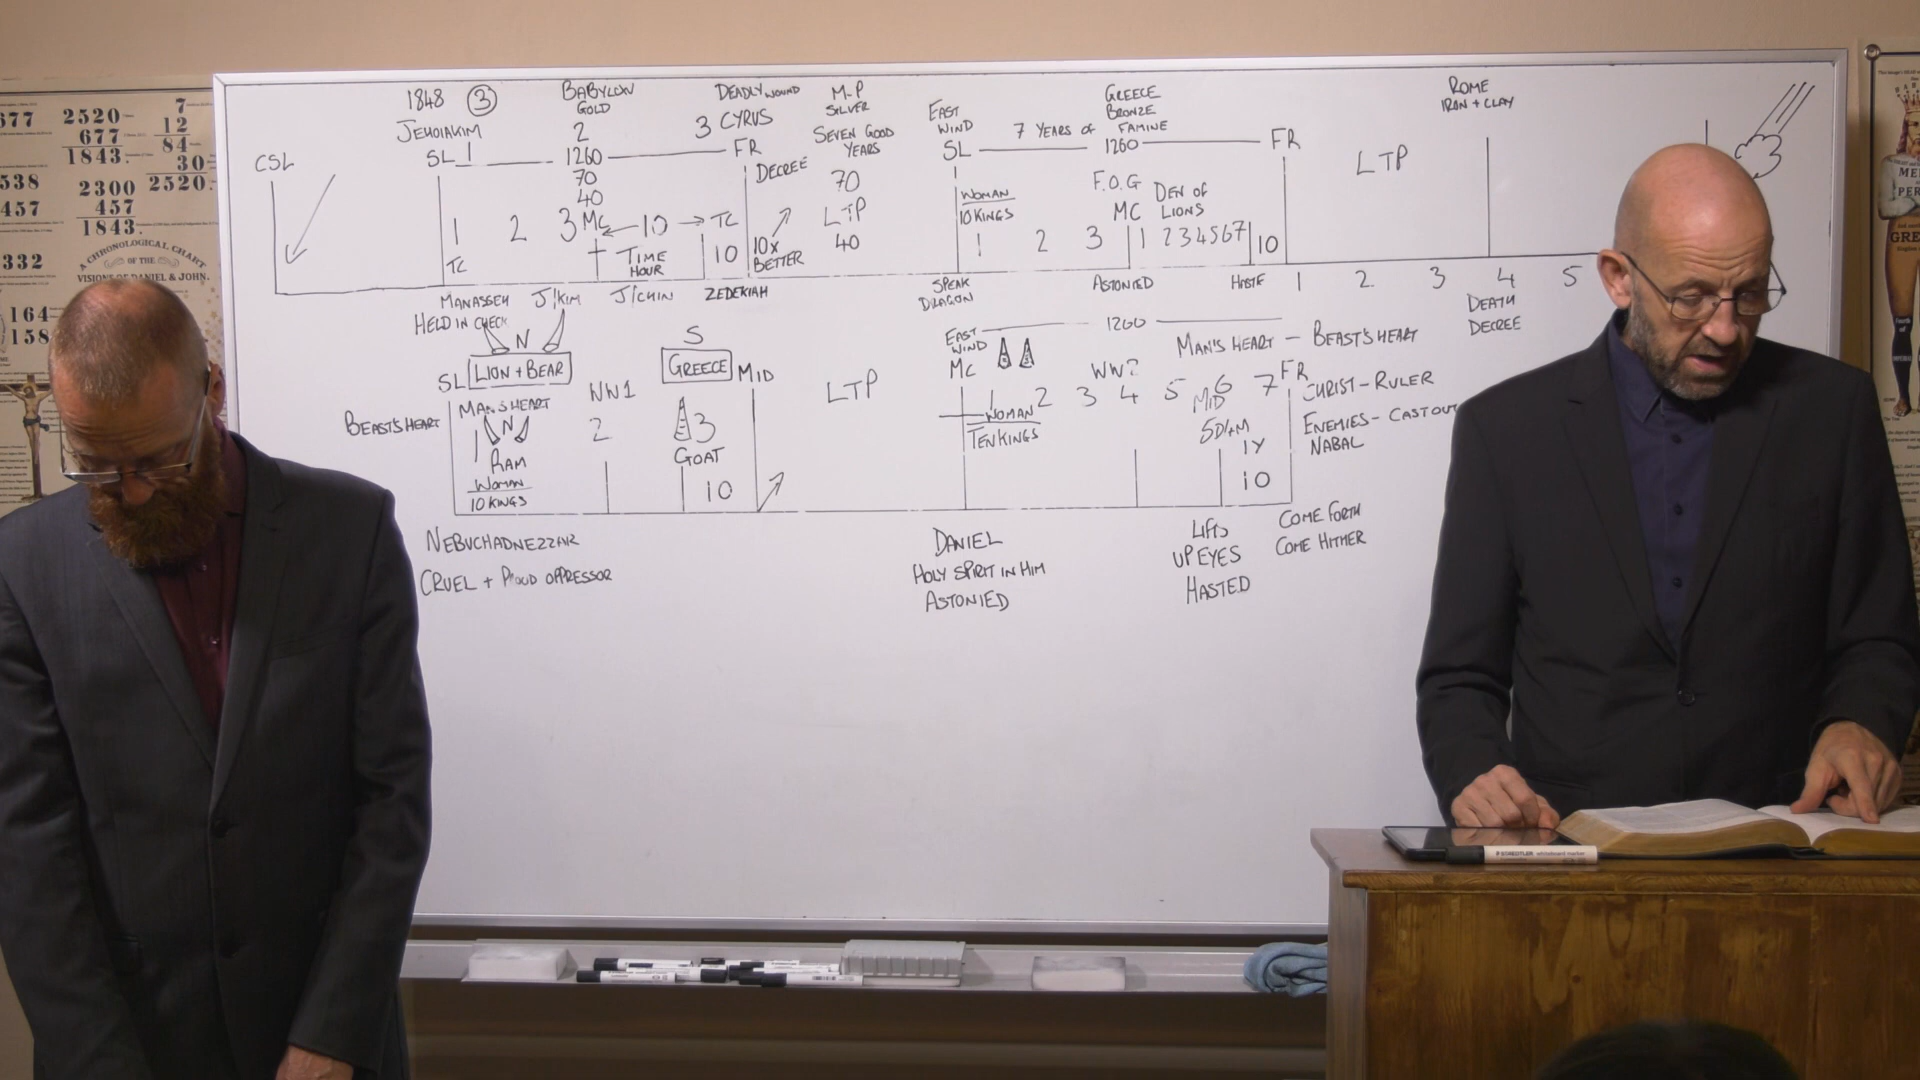 1848 ③
JEHOIAKIM
SL 1
BABYLON
GOLD
2
1260
70
40
DEADLY WOUND
3 CYRUS
FR
DECREE
M-P
SILVER
SEVEN GOOD
YEARS
70
LTP
40
EAST
WIND
SL
7 YEARS OF FAMINE
GREECE
BRONZE
1260
FR
ROME
IRON + CLAY
LTP
CSL
1 2 3 MC ← 10 → TC
TC
TIME
HOUR
10
10X
BETTER
WOMAN
10 KINGS
F.O.G
MC
DEN OF
LIONS
1 2 3 1 2 3 4 5 6 7 10
MANASSEH
HELD IN CHECK
J'KIM
J'CHIN
ZEDEKIAH
SPEAK
DRAGON
ASTONIED
HASTE
1 2 3 4 5
DEATH
DECREE
N
LION + BEAR
S
GREECE
SL
MID
BEAST'S HEART
MAN'S HEART
N
RAM
WOMAN
10 KINGS
WW1
2
3
GOAT
10
LTP
EAST
WIND
MC
1260
MAN'S HEART - BEAST'S HEART
WW2
1 2 3 4 5 6 7
FR
WOMAN
TEN KINGS
MID
5D/4M
1Y
10
CHRIST - RULER
ENEMIES - CAST OUT
NABAL
NEBUCHADNEZZAR
CRUEL + PROUD OPPRESSOR
DANIEL
HOLY SPIRIT IN HIM
ASTONIED
LIFTS
UP EYES
HASTED
COME FORTH
COME HITHER
677
538
457
332
164
158
2520
677
1843.
2300
457
1843.
7
12
84
30
2520.
A CHRONOLOGICAL CHART
OF THE
VISIONS OF DANIEL & JOHN.
STAEDTLER